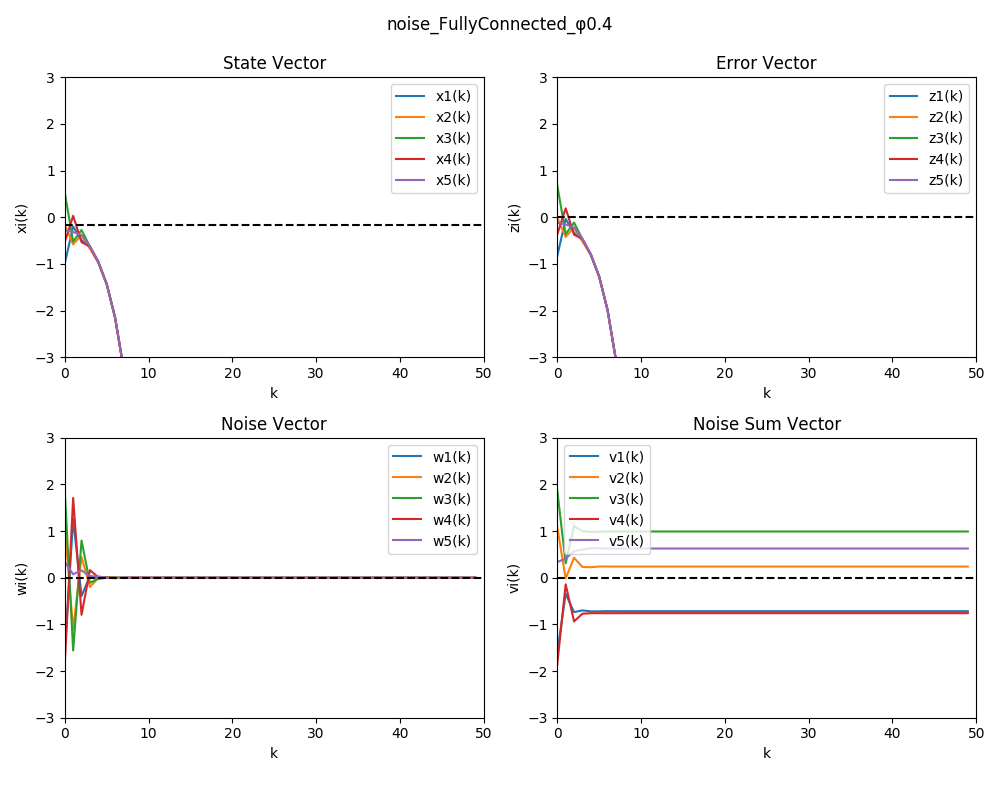 noise_FullyConnected_φ0.4
State Vector
xi(k)
3
2
1
0
−1
−2
−3
0 10 20 30 40 50
k
x1(k)
x2(k)
x3(k)
x4(k)
x5(k)
Error Vector
zi(k)
3
2
1
0
−1
−2
−3
0 10 20 30 40 50
k
z1(k)
z2(k)
z3(k)
z4(k)
z5(k)
Noise Vector
wi(k)
3
2
1
0
−1
−2
−3
0 10 20 30 40 50
k
w1(k)
w2(k)
w3(k)
w4(k)
w5(k)
Noise Sum Vector
vi(k)
3
2
1
0
−1
−2
−3
0 10 20 30 40 50
k
v1(k)
v2(k)
v3(k)
v4(k)
v5(k)